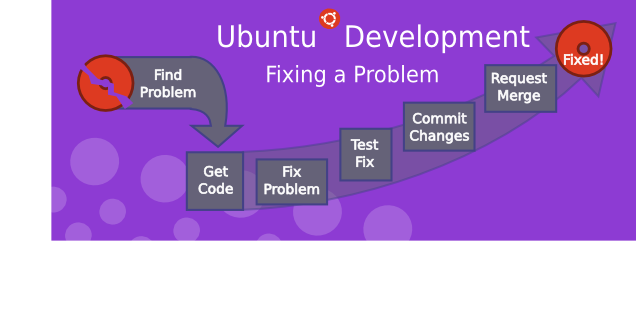 Ubuntu Development
Fixing a Problem
Find
Problem
Get
Code
Fix
Problem
Test
Fix
Commit
Changes
Request
Merge
Fixed!